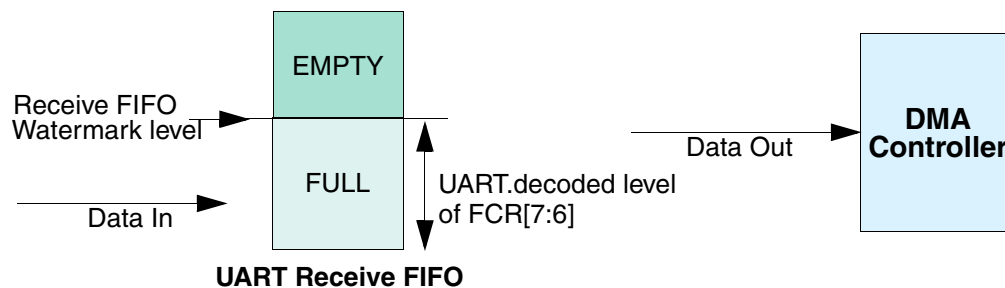 EMPTY
Receive FIFO
Watermark level
DMA
Controller
Data Out
FULL
UART.decoded level
of FCR[7:6]
Data In
UART Receive FIFO